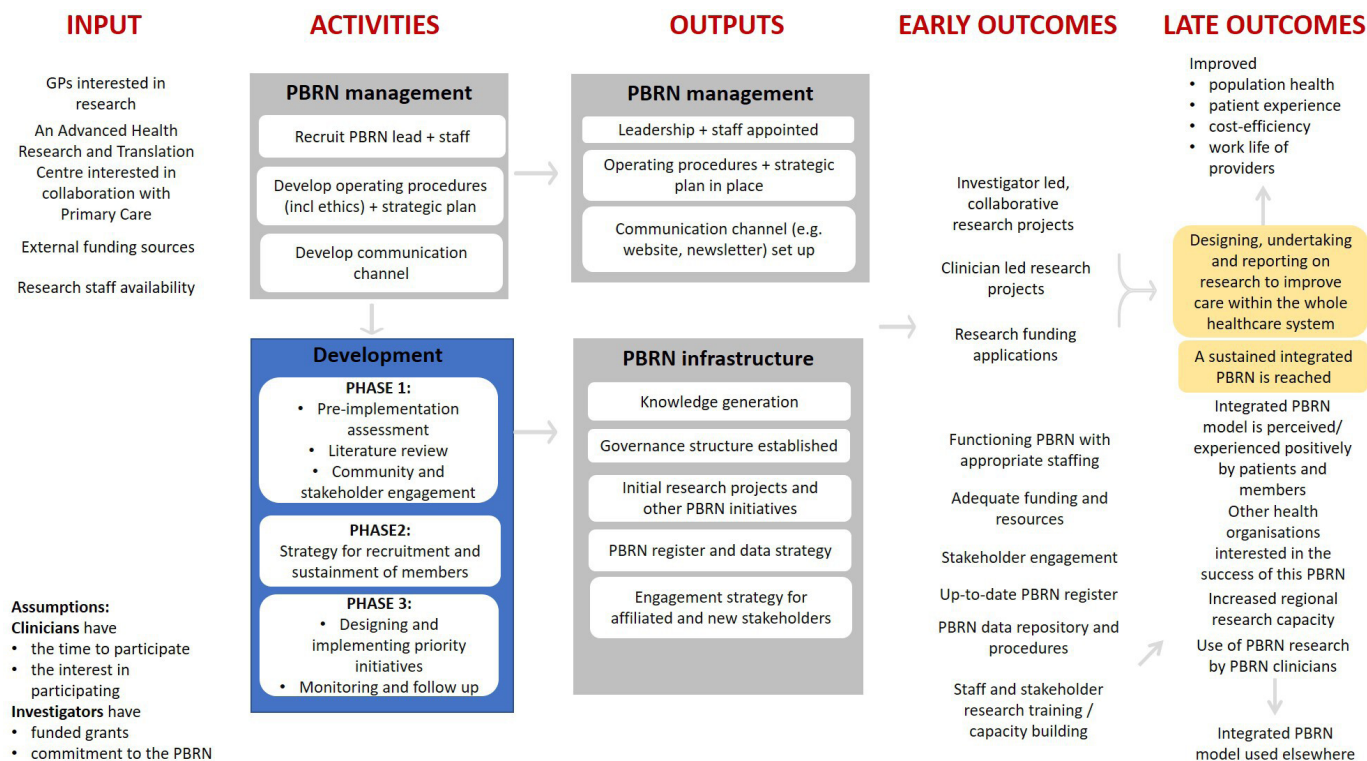 INPUT
GPs interested in
research
An Advanced Health
Research and Translation
Centre interested in
collaboration with
Primary Care
External funding sources
Research staff availability
Assumptions:
Clinicians have
• the time to participate
• the interest in
participating
Investigators have
• funded grants
• commitment to the PBRN
ACTIVITIES
PBRN management
Recruit PBRN lead + staff
Develop operating procedures
(incl ethics) + strategic plan
Develop communication
channel
Development
PHASE 1:
• Pre-implementation
assessment
• Literature review
• Community and
stakeholder engagement
PHASE2:
Strategy for recruitment and
sustainment of members
PHASE 3:
• Designing and
implementing priority
initiatives
• Monitoring and follow up
OUTPUTS
PBRN management
Leadership + staff appointed
Operating procedures + strategic
plan in place
Communication channel (e.g.
website, newsletter) set up
PBRN infrastructure
Knowledge generation
Governance structure established
Initial research projects and
other PBRN initiatives
PBRN register and data strategy
Engagement strategy for
affiliated and new stakeholders
EARLY OUTCOMES
Investigator led,
collaborative
research projects
Clinician led research
projects
Research funding
applications
Functioning PBRN with
appropriate staffing
Adequate funding and
resources
Stakeholder engagement
Up-to-date PBRN register
PBRN data repository and
procedures
Staff and stakeholder
research training /
capacity building
LATE OUTCOMES
Improved
• population health
• patient experience
• cost-efficiency
• work life of
providers
Designing, undertaking
and reporting on
research to improve
care within the whole
healthcare system
A sustained integrated
PBRN is reached
Integrated PBRN
model is perceived/
experienced positively
by patients and
members
Other health
organisations
interested in the
success of this PBRN
Increased regional
research capacity
Use of PBRN research
by PBRN clinicians
Integrated PBRN
model used elsewhere